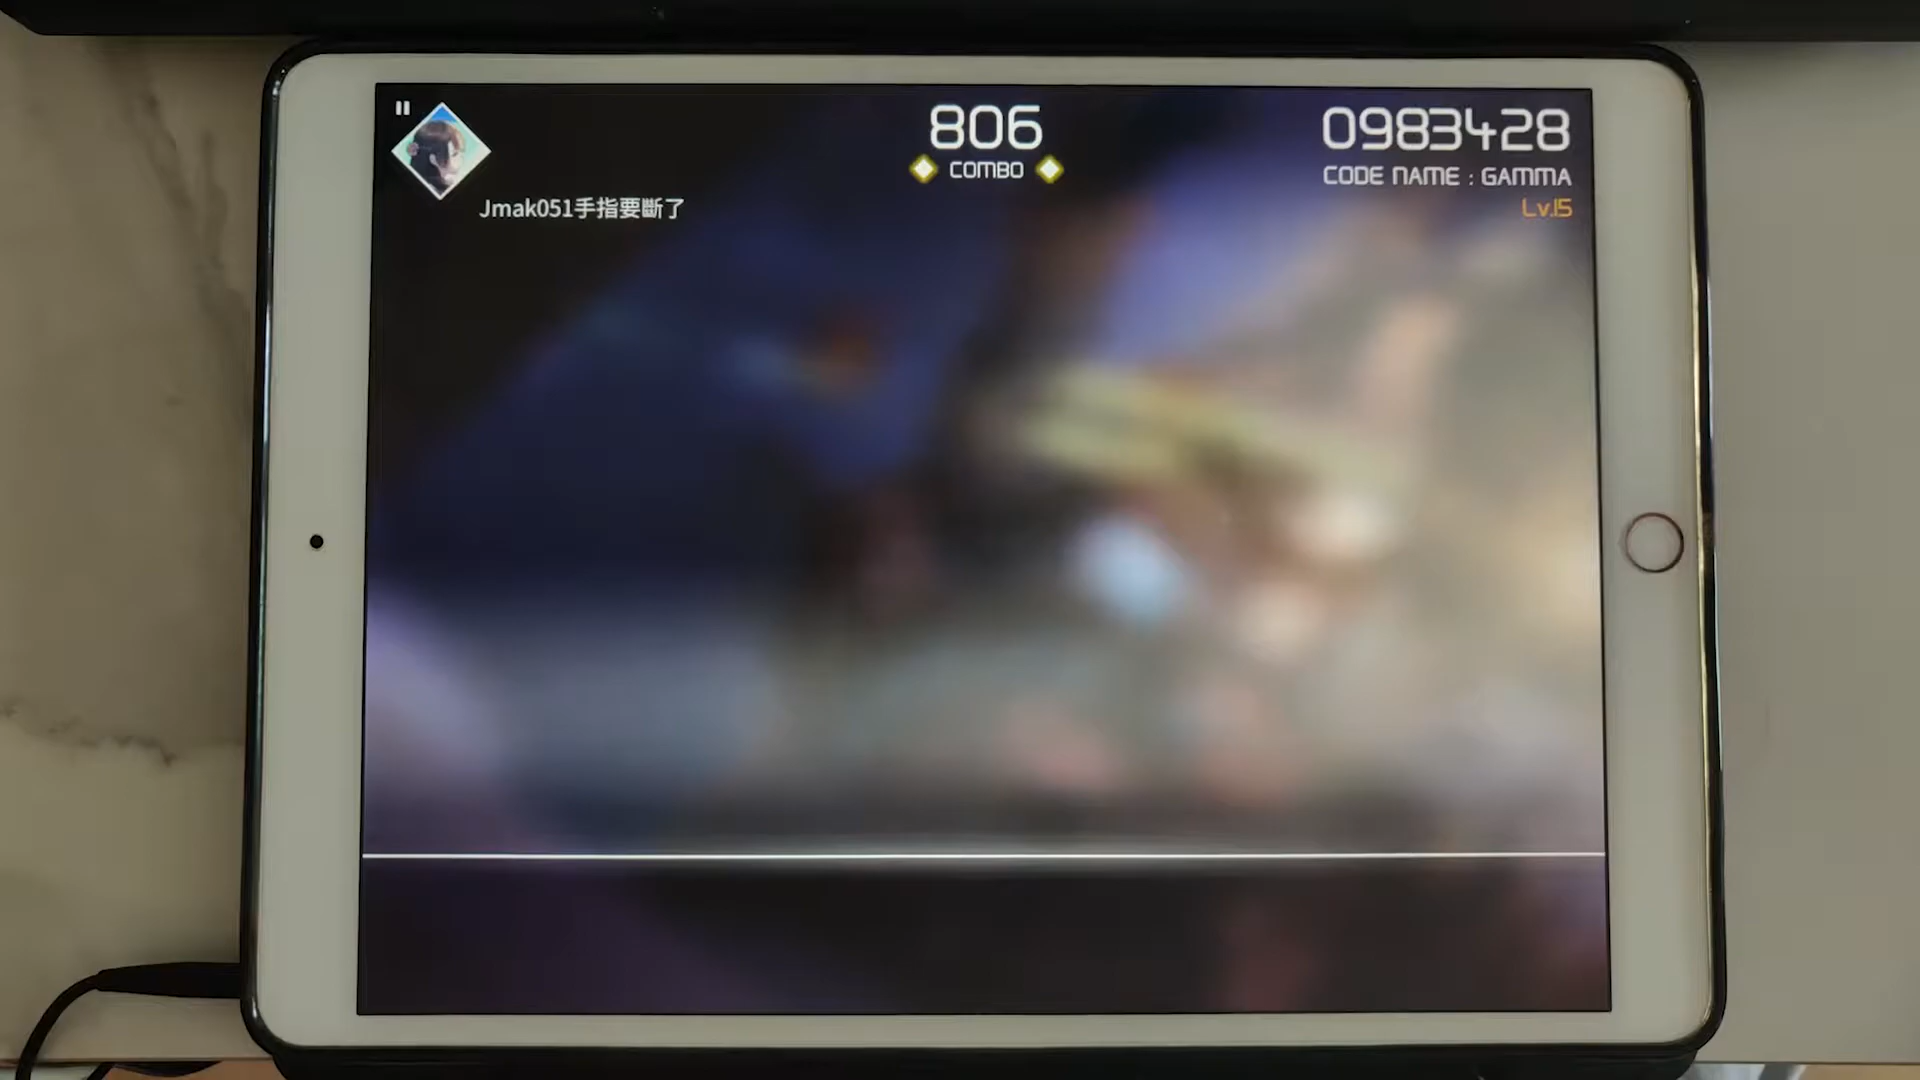 806
COMBO
0983428
CODE NAME : GAMMA
Lv.15
Jmak051手指要斷了